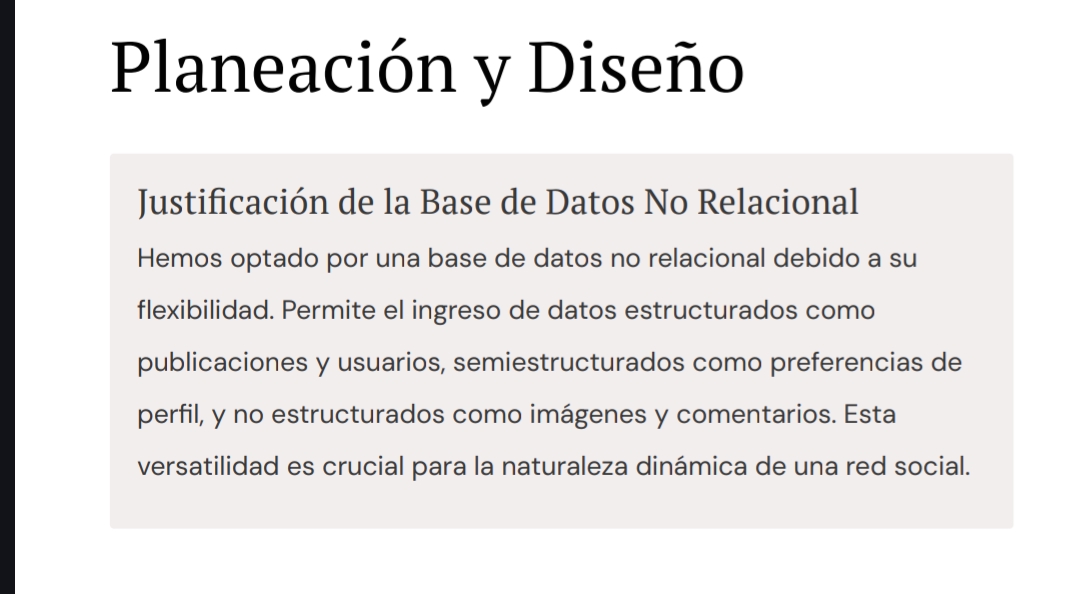 Planeación y Diseño
Justificación de la Base de Datos No Relacional
Hemos optado por una base de datos no relacional debido a su
flexibilidad. Permite el ingreso de datos estructurados como
publicaciones y usuarios, semiestructurados como preferencias de
perfil, y no estructurados como imágenes y comentarios. Esta
versatilidad es crucial para la naturaleza dinámica de una red social.